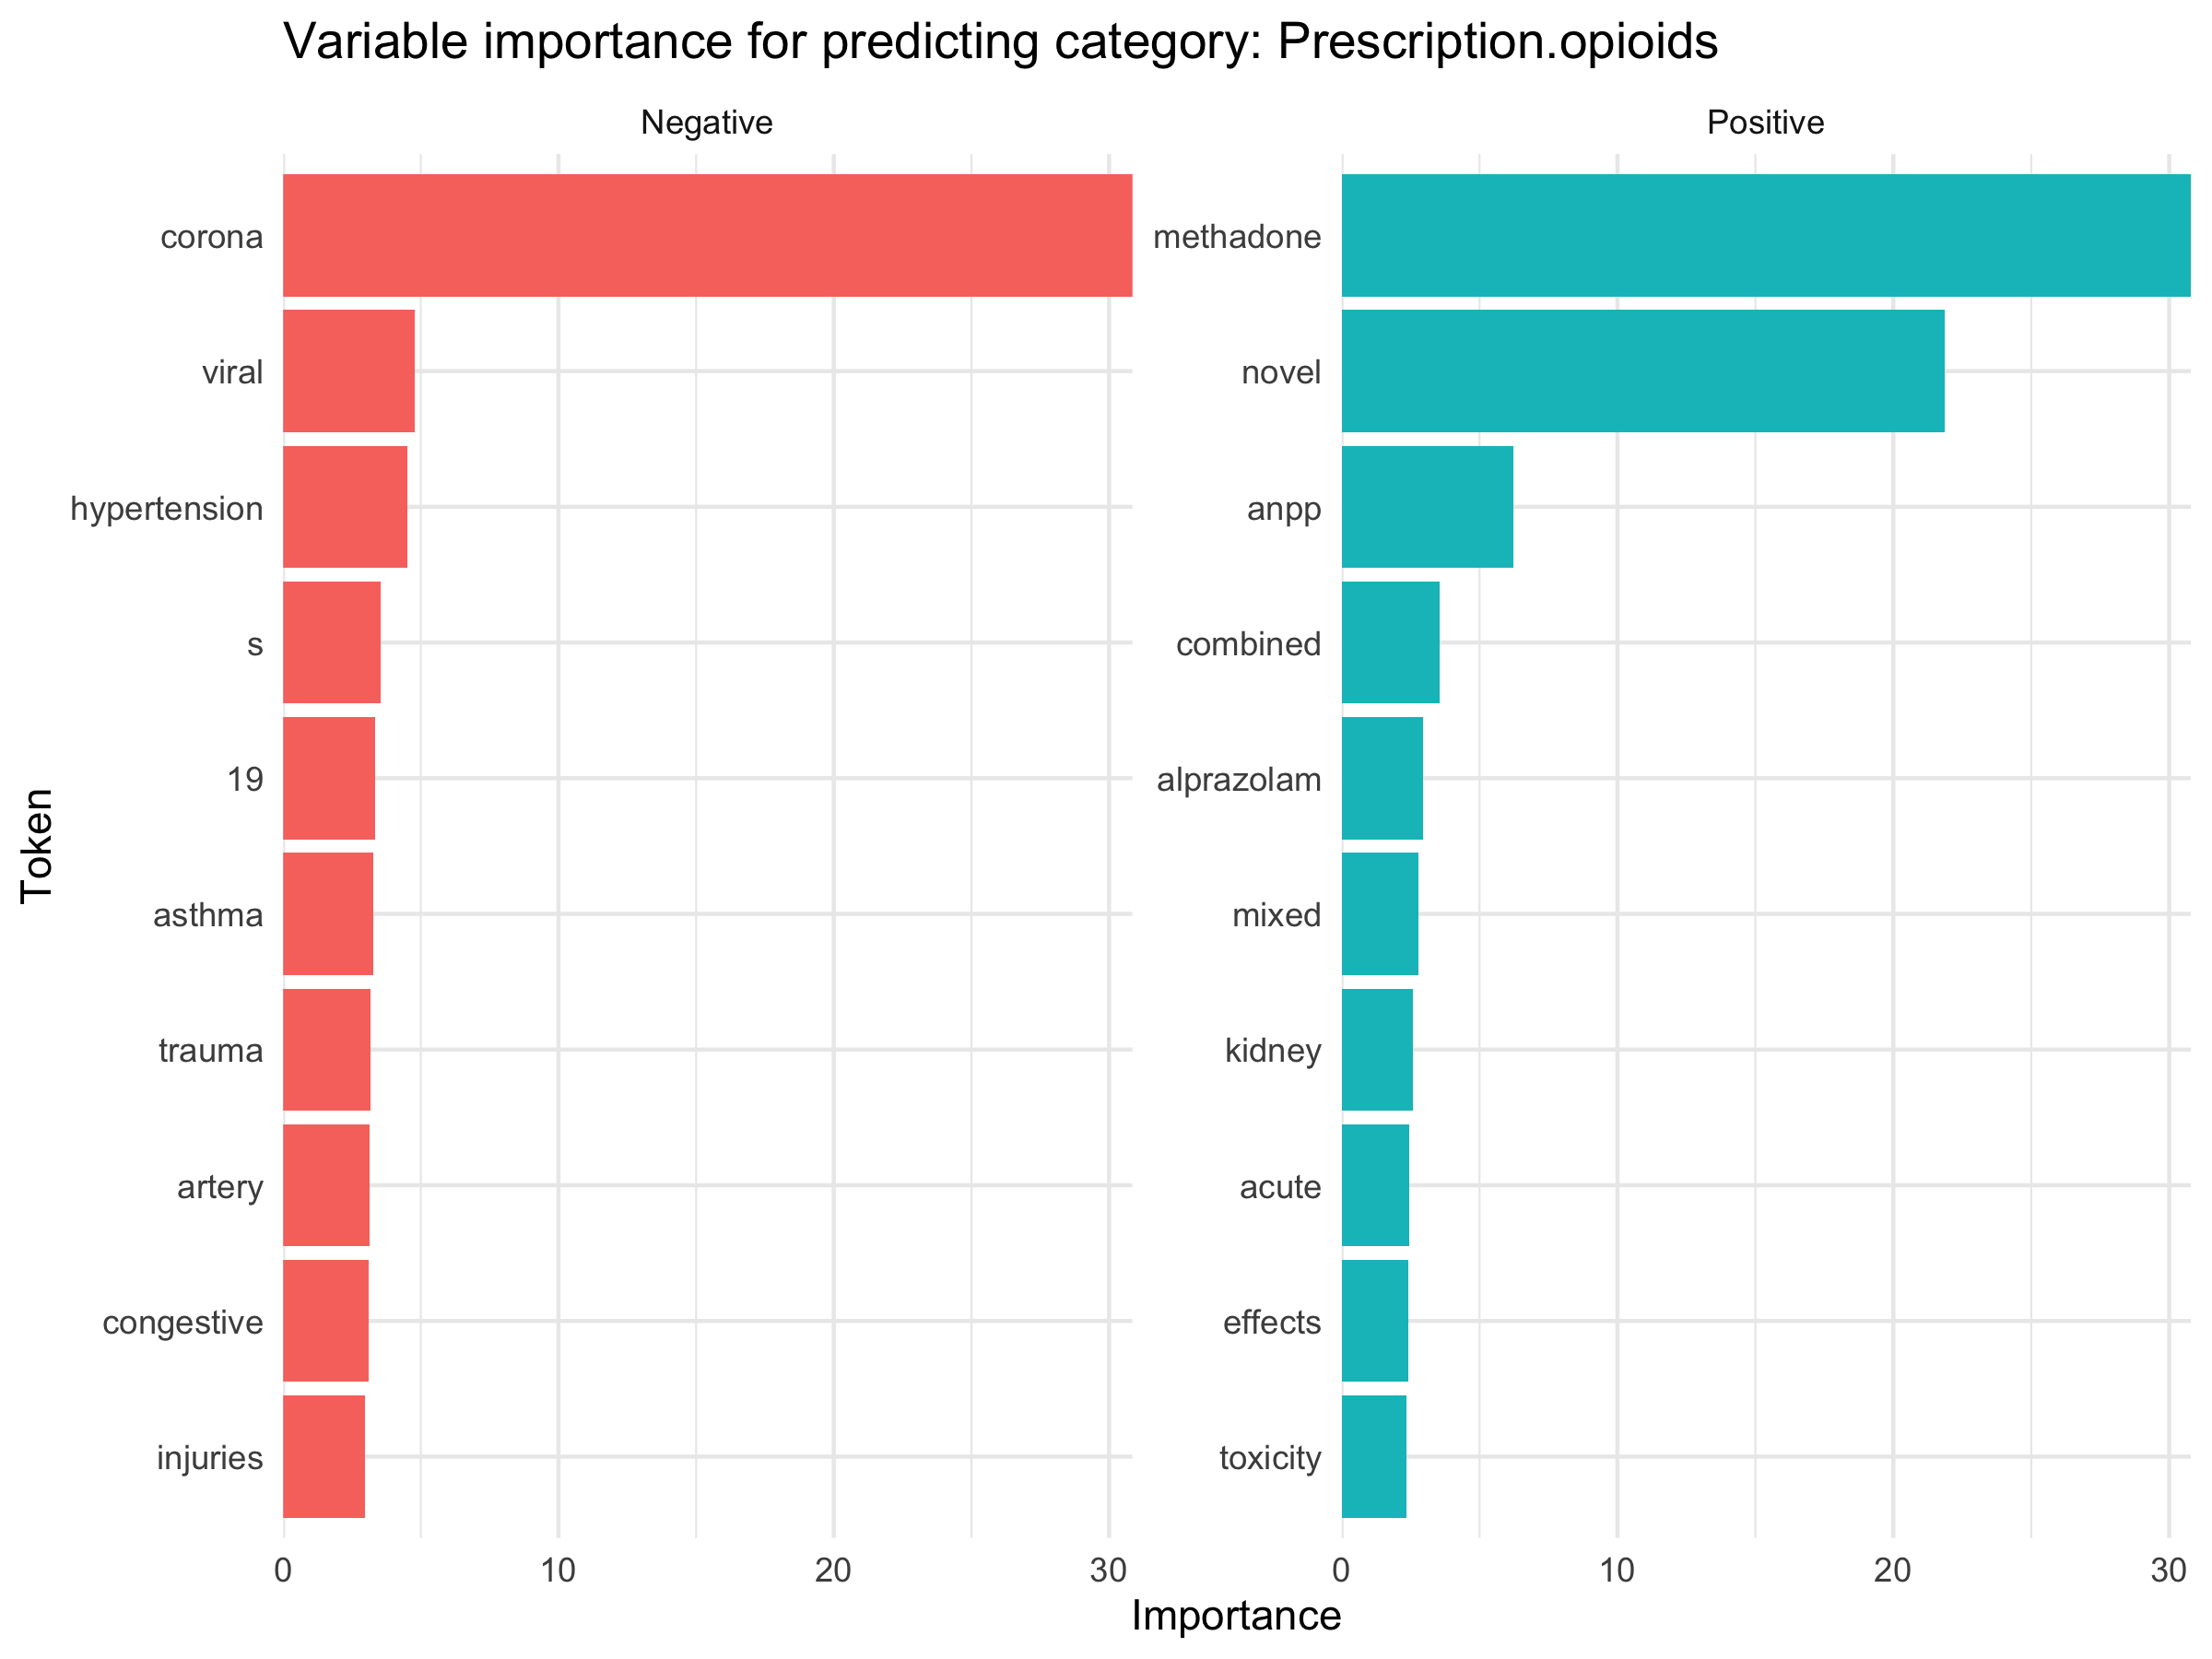 Variable importance for predicting category: Prescription.opioids
Negative
Positive
Token
corona
viral
hypertension
s
19
asthma
trauma
artery
congestive
injuries
methadone
novel
anpp
combined
alprazolam
mixed
kidney
acute
effects
toxicity
0 10 20 30
0 10 20 30
Importance